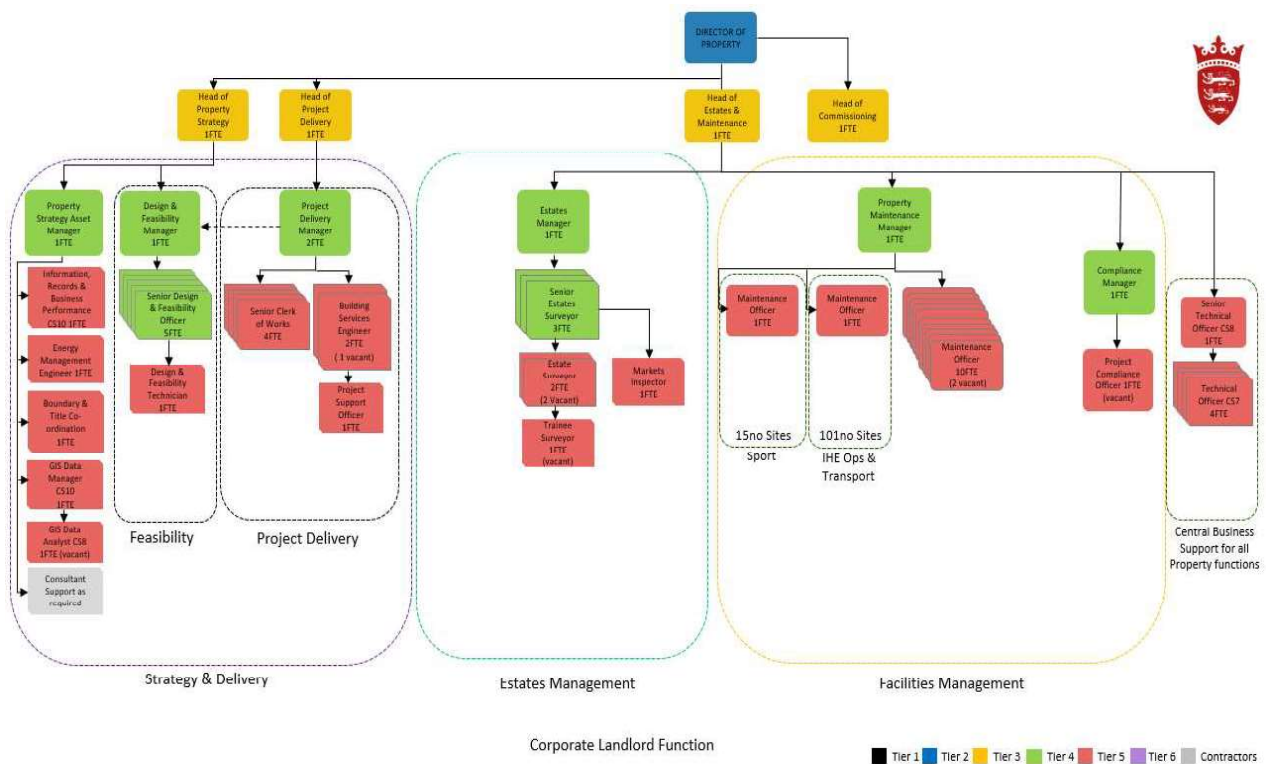 DIRECTOR OF
PROPERTY
Head of
Property
Strategy
1FTE
Head of
Project
Delivery
1FTE
Head of
Estates &
Maintenance
1FTE
Head of
Commissioning
1FTE
Property
Strategy Asset
Manager
1FTE
Design &
Feasibility
Manager
1FTE
Project
Delivery
Manager
2FTE
Estates
Manager
1FTE
Property
Maintenance
Manager
1FTE
Compliance
Manager
1FTE
Information,
Records &
Business
Performance
CS10 1FTE
Energy
Management
Engineer 1FTE
Boundary &
Title Co-
ordination
1FTE
GIS Data
Manager
CS10
1FTE
GIS Data
Analyst CS8
1FTE (vacant)
Consultant
Support as
required
Senior Design
& Feasibility
Officer
5FTE
Design &
Feasibility
Technician
1FTE
Senior Clerk
of Works
4FTE
Building
Services
Engineer
2FTE
( 1 vacant)
Project
Support
Officer
1FTE
Senior
Estates
Surveyor
3FTE
Estate
Surveyor
2FTE
(2 Vacant)
Trainee
Surveyor
1FTE
(vacant)
Markets
Inspector
1FTE
Maintenance
Officer
1FTE
Maintenance
Officer
1FTE
Maintenance
Officer
10FTE
(2 vacant)
Project
Compliance
Officer 1FTE
(vacant)
Senior
Technical
Officer CS8
1FTE
Technical
Officer CS7
4FTE
15no Sites
Sport
101no Sites
IHE Ops &
Transport
Feasibility
Project Delivery
Central Business
Support for all
Property functions
Strategy & Delivery
Estates Management
Facilities Management
Corporate Landlord Function
Tier 1 Tier 2 Tier 3 Tier 4 Tier 5 Tier 6 Contractors